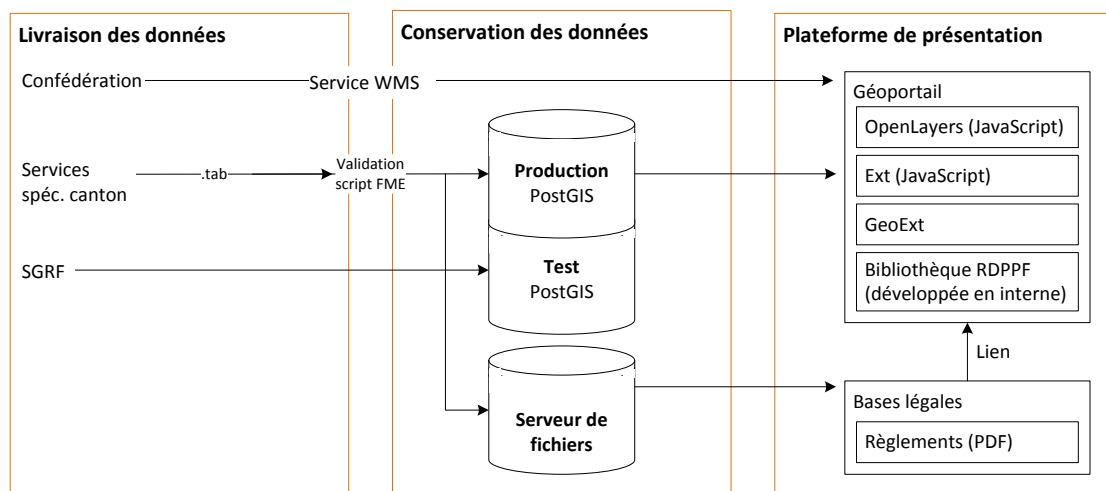 Livraison des données
Confédération
Services
spéc. canton
.tab
SGRF
Conservation des données
Service WMS
Validation
script FME
Production
PostGIS
Test
PostGIS
Serveur de
fichiers
Plateforme de présentation
Géoportail
OpenLayers (JavaScript)
Ext (JavaScript)
GeoExt
Bibliothèque RDPPF
(développée en interne)
Lien
Bases légales
Règlements (PDF)